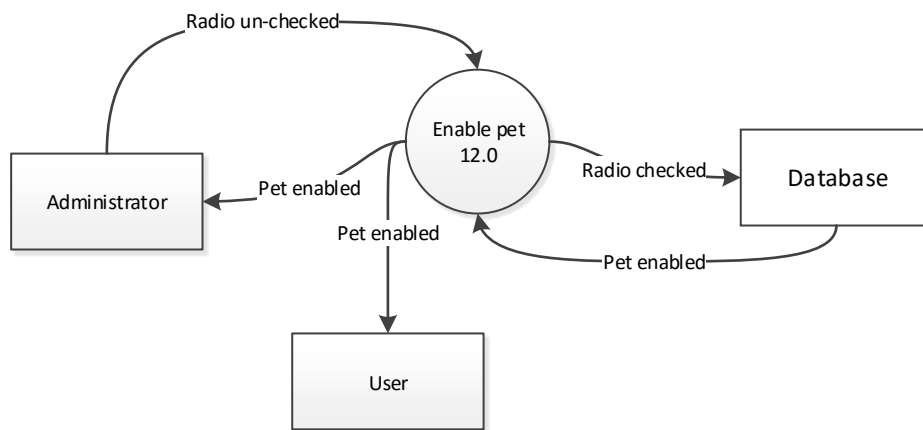 Radio un-checked
Enable pet
12.0
Radio checked
Database
Administrator
Pet enabled
Pet enabled
Pet enabled
User